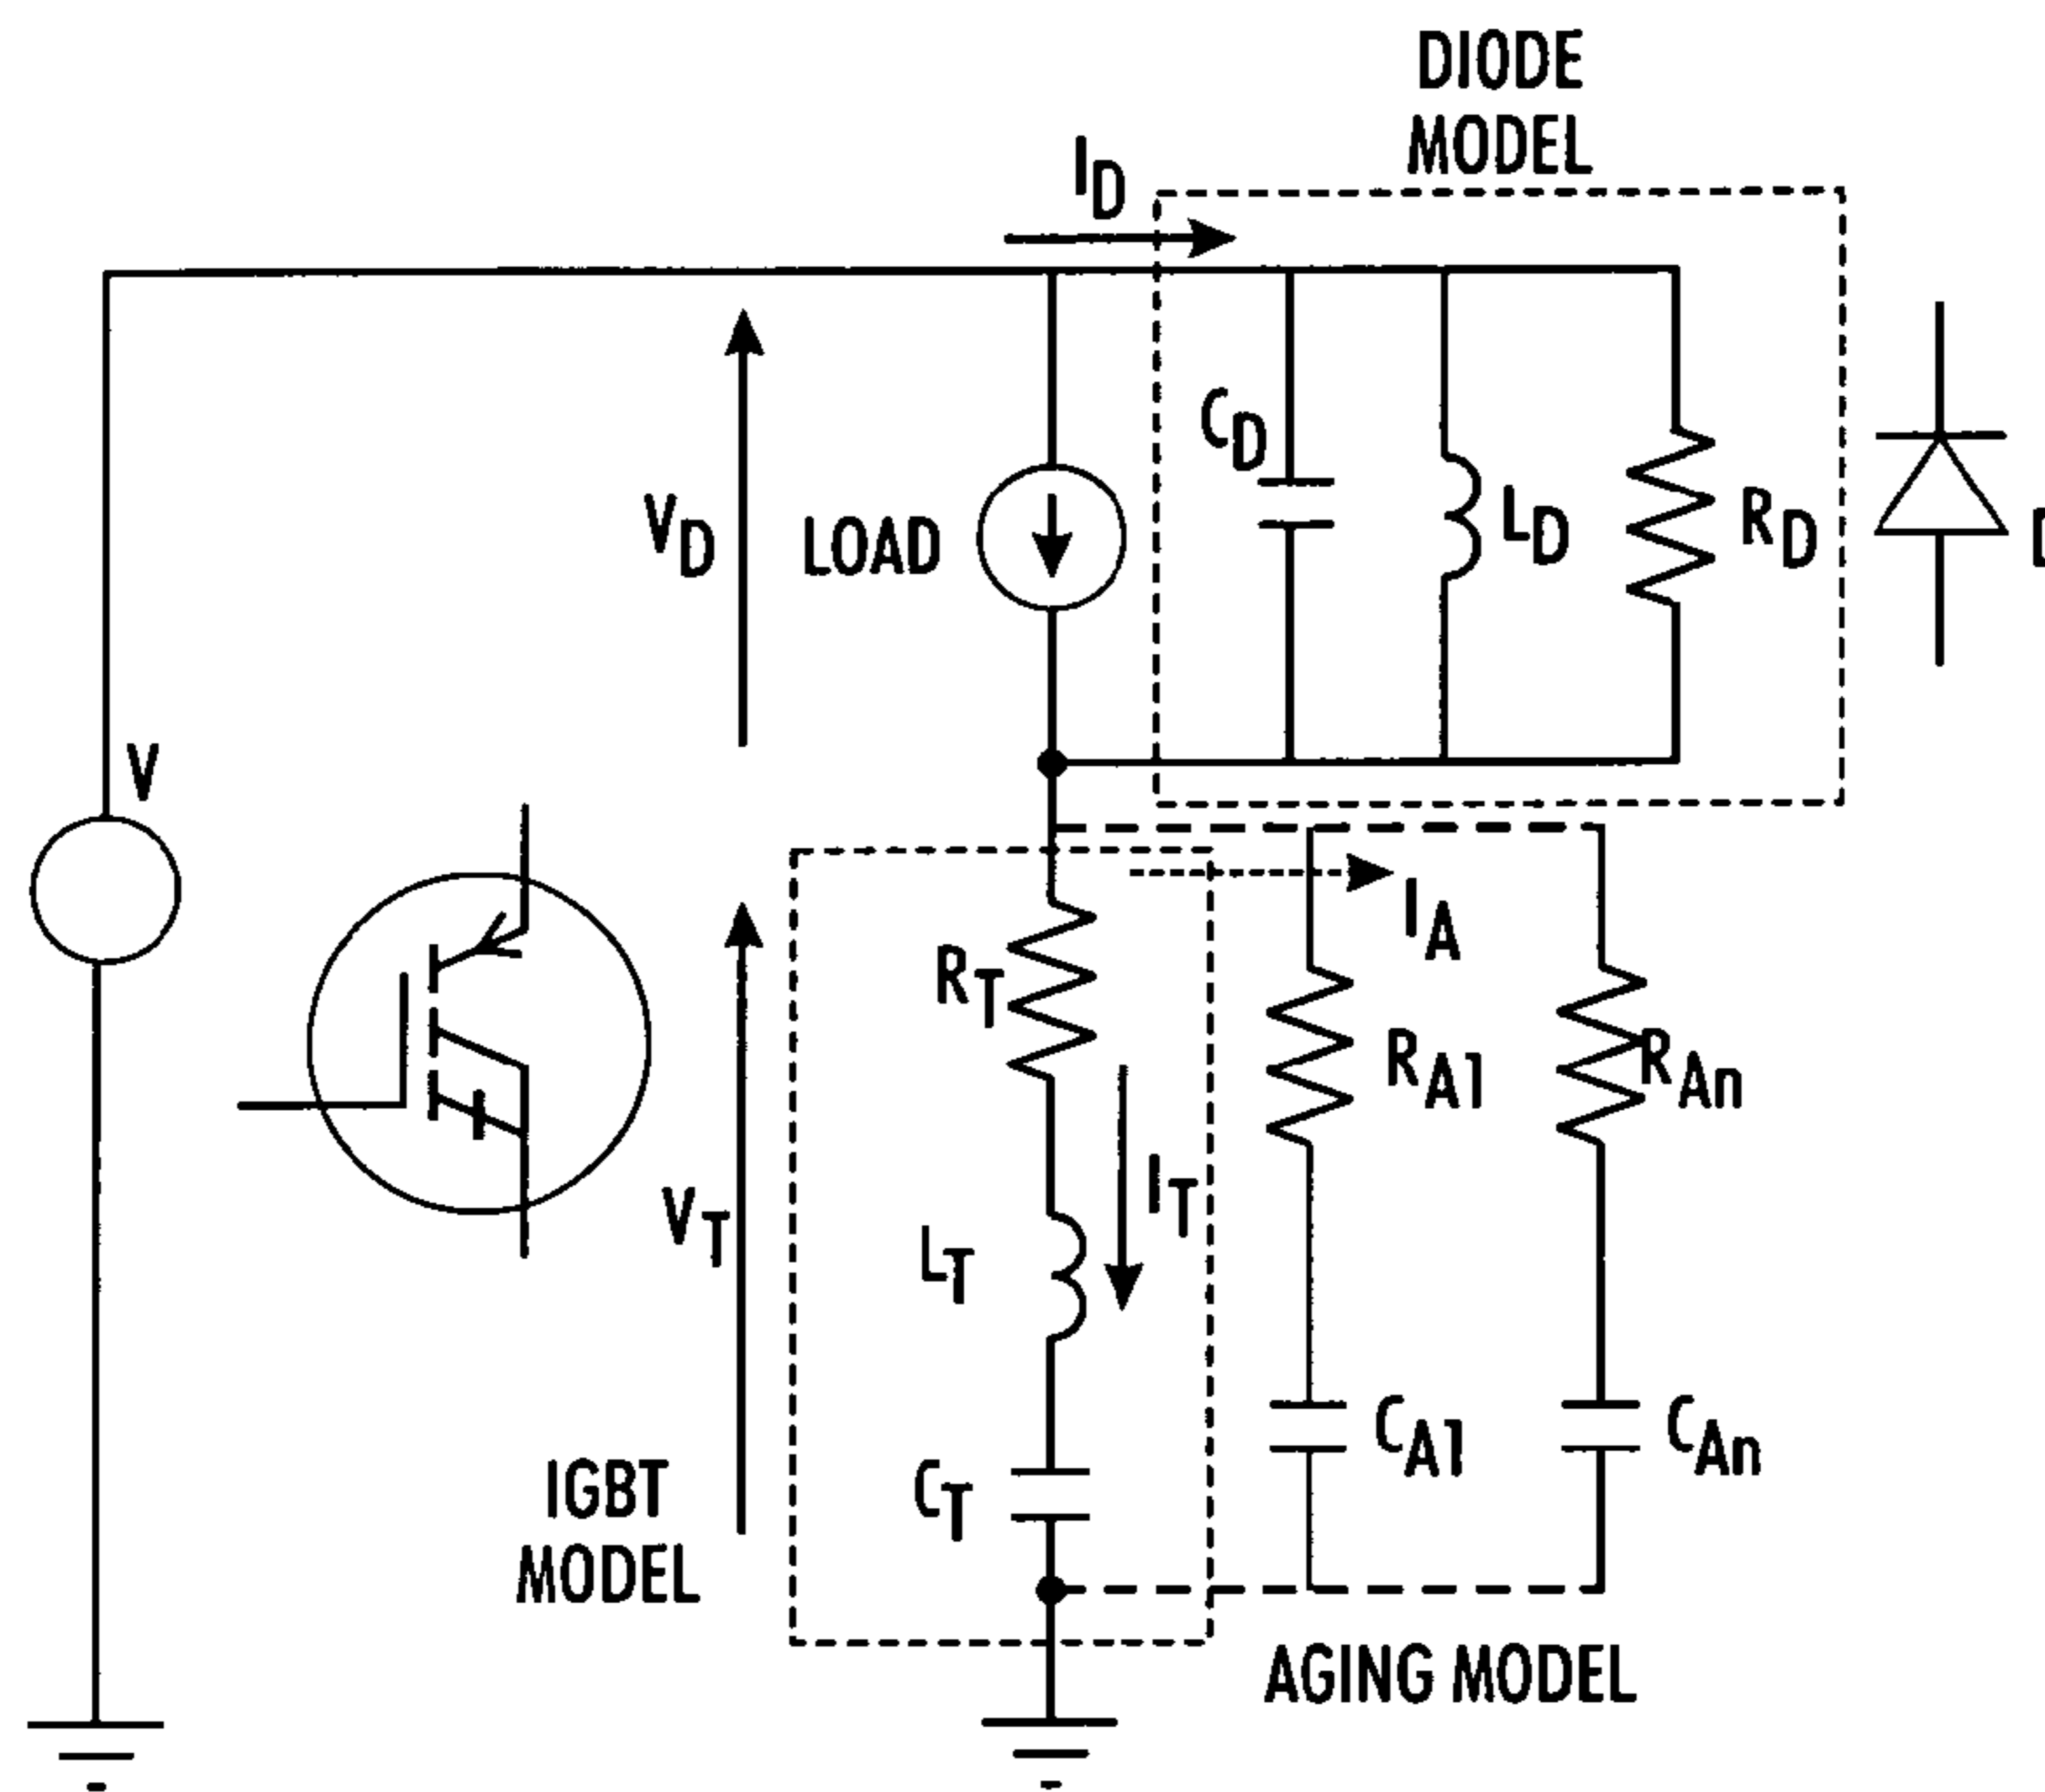 DIODE
MODEL
I_D
C_D
L_D
R_D
V_D
LOAD
V
I_A
R_T
R_A1
R_An
I_T
V_T
L_T
C_T
C_A1
C_An
IGBT
MODEL
AGING MODEL